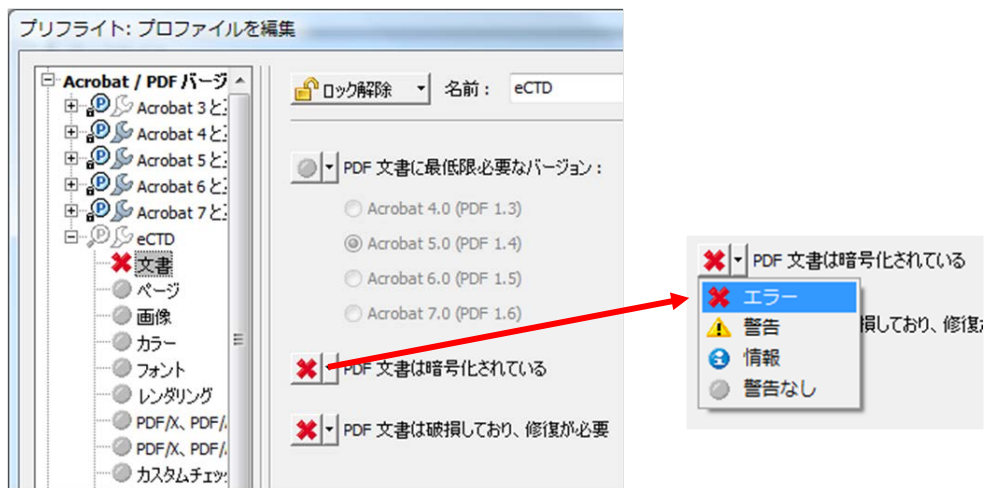 プリフライト: プロファイルを編集
Acrobat / PDF バージ
Acrobat 3 と
Acrobat 4 と
Acrobat 5 と
Acrobat 6 と
Acrobat 7 と
eCTD
文書
ページ
画像
カラー
フォント
レンダリング
PDF/X、PDF/
PDF/X、PDF/
カスタムチェッ
ロック解除
名前 : eCTD
PDF 文書に最低限必要なバージョン :
Acrobat 4.0 (PDF 1.3)
Acrobat 5.0 (PDF 1.4)
Acrobat 6.0 (PDF 1.5)
Acrobat 7.0 (PDF 1.6)
PDF 文書は暗号化されている
PDF 文書は破損しており、修復が必要
PDF 文書は暗号化されている
エラー
警告
損しており、修復
情報
警告なし